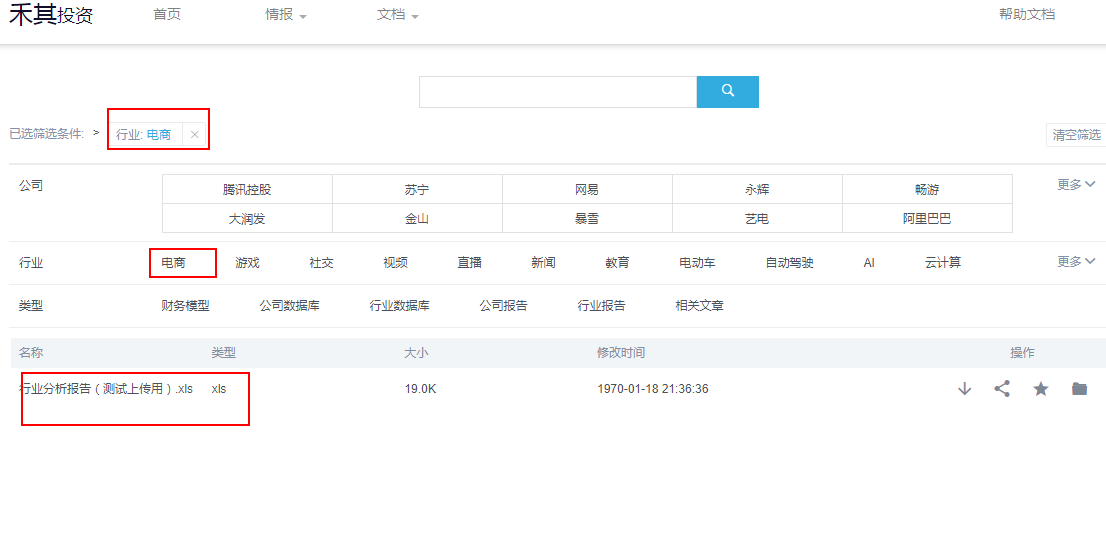 禾其投资 首页 情报 文档 帮助文档
已选筛选条件: > 行业: 电商 × 清空筛选
公司 腾讯控股 苏宁 网易 永辉 畅游 更多
大润发 金山 暴雪 艺电 阿里巴巴
行业 电商 游戏 社交 视频 直播 新闻 教育 电动车 自动驾驶 AI 云计算 更多
类型 财务模型 公司数据库 行业数据库 公司报告 行业报告 相关文章
名称 类型 大小 修改时间 操作
行业分析报告（测试上传用）.xls xls 19.0K 1970-01-18 21:36:36